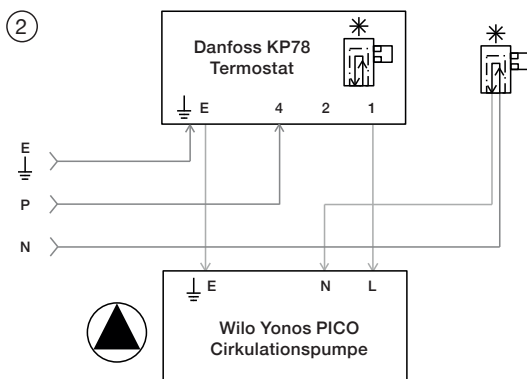 2
Danfoss KP78
Termostat
E 4 2 1
E
P
N
E N L
Wilo Yonos PICO
Cirkulationspumpe